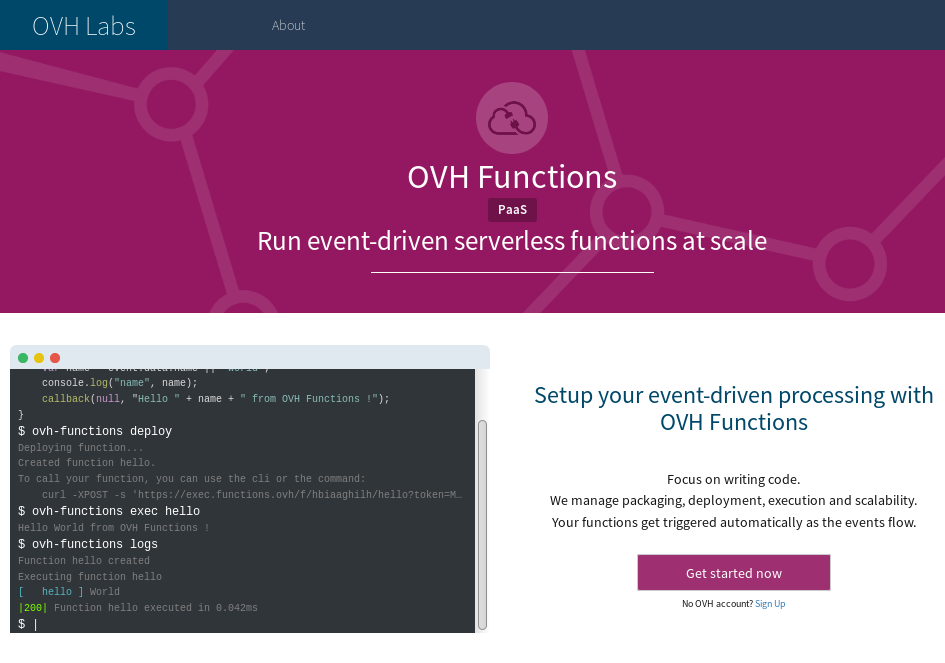 OVH Labs
About
OVH Functions
PaaS
Run event-driven serverless functions at scale
console.log("name", name);
callback(null, "Hello " + name + " from OVH Functions !");
}
$ ovh-functions deploy
Deploying function...
Created function hello.
To call your function, you can use the cli or the command:
curl -XPOST -s 'https://exec.functions.ovh/f/hbiaaghilh/hello?token=M…
$ ovh-functions exec hello
Hello World from OVH Functions !
$ ovh-functions logs
Function hello created
Executing function hello
[   hello ] World
|200| Function hello executed in 0.042ms
$ |
Setup your event-driven processing with
OVH Functions
Focus on writing code.
We manage packaging, deployment, execution and scalability.
Your functions get triggered automatically as the events flow.
Get started now
No OVH account? Sign Up